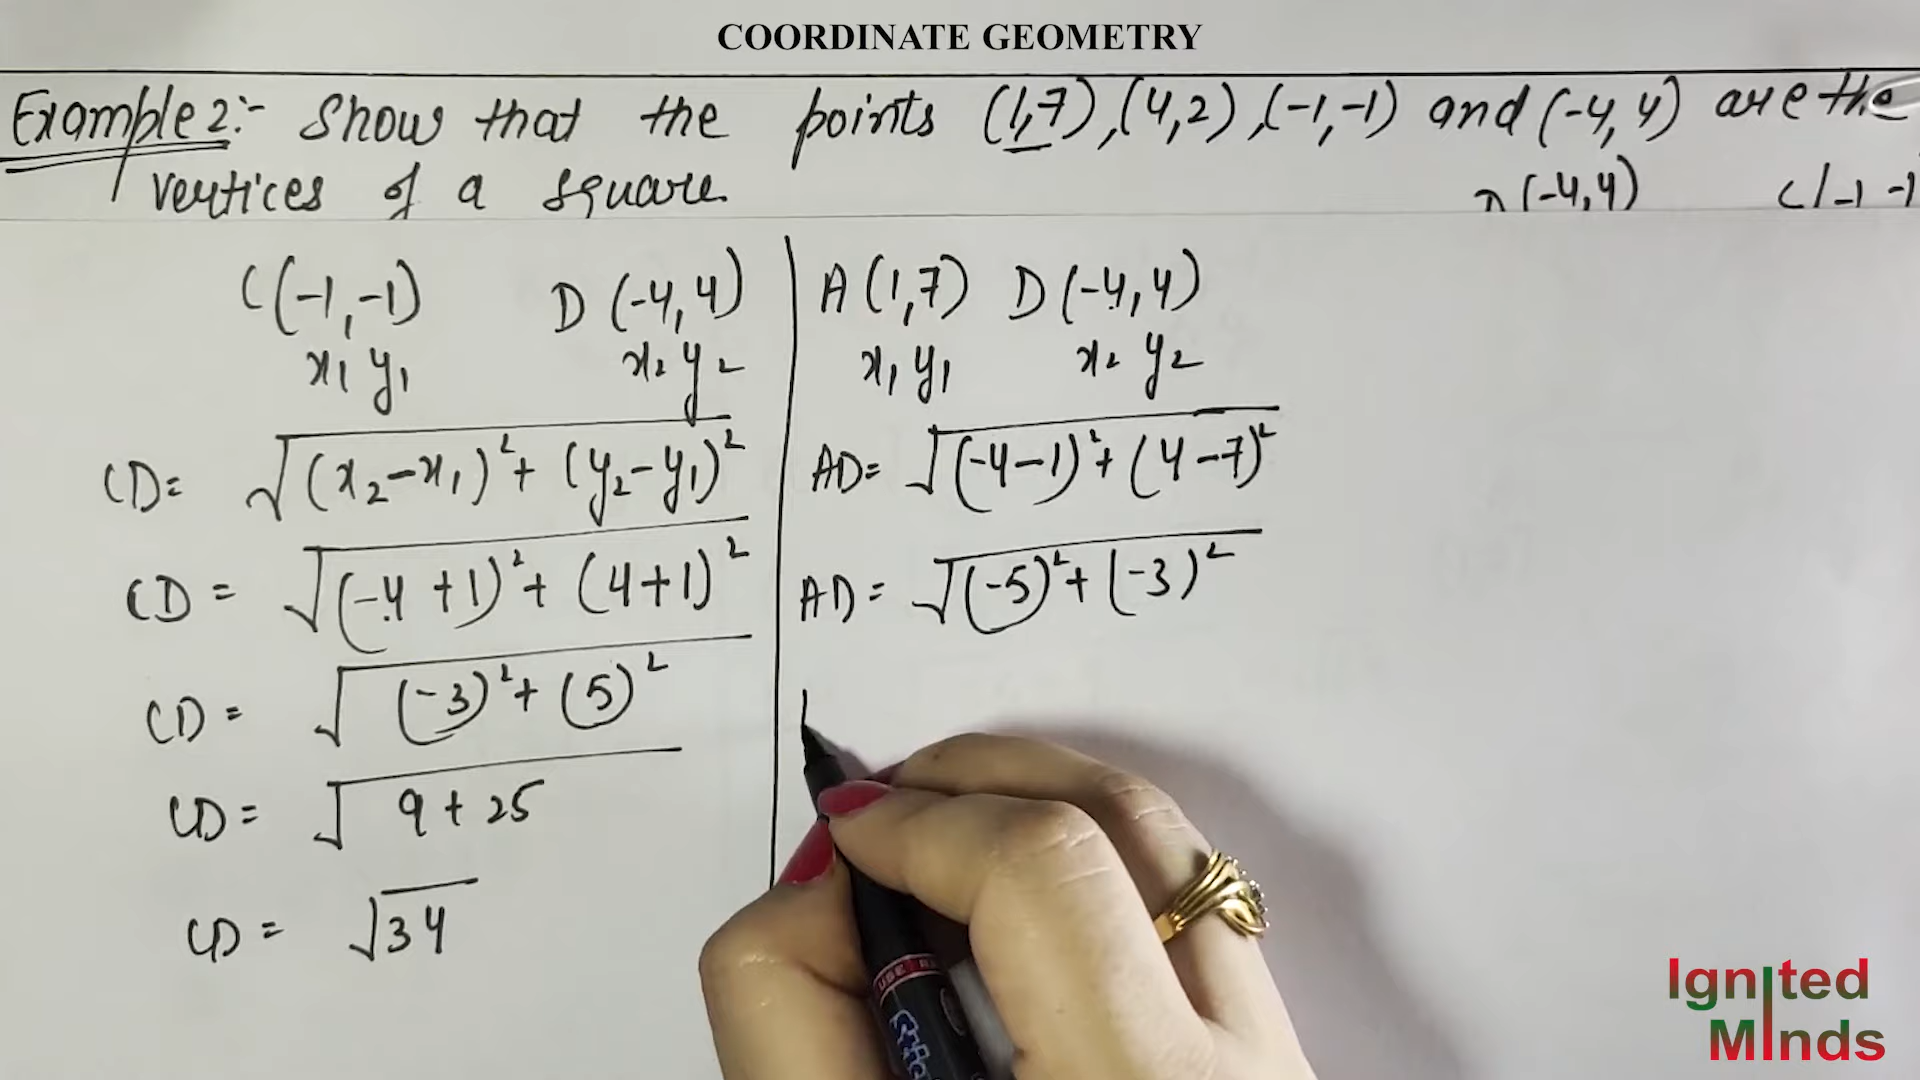 COORDINATE GEOMETRY
Example 2:- Show that the points (1,7), (4,2), (-1,-1) and (-4,4) are the
vertices of a square
D(-4,4) C(-1 -1
C(-1,-1) D(-4,4)
x₁ y₁ x₂ y₂
CD= √(x₂-x₁)²+(y₂-y₁)²
CD = √(-4+1)²+(4+1)²
CD = √(-3)²+(5)²
CD = √9+25
CD = √34
A(1,7) D(-4,4)
x₁ y₁ x₂ y₂
AD= √(-4-1)²+(4-7)²
AD = √(-5)²+(-3)²
Ignited
Minds